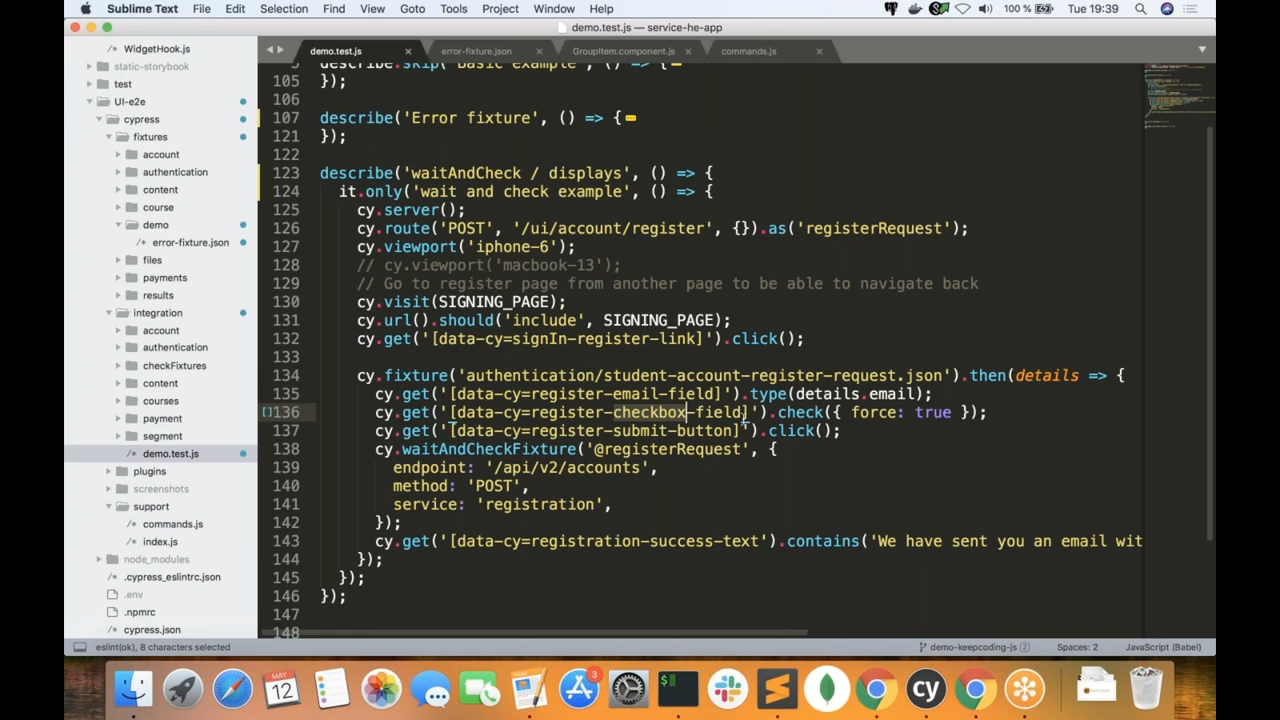 Sublime Text File Edit Selection Find View Goto Tools Project Window Help 100 % Tue 19:39
demo.test.js — service-he-app
WidgetHook.js
static-storybook
test
UI-e2e
cypress
fixtures
account
authentication
content
course
demo
error-fixture.json
files
payments
results
integration
account
authentication
checkFixtures
content
courses
payment
segment
demo.test.js
plugins
screenshots
support
commands.js
index.js
node_modules
.cypress_eslintrc.json
.env
.npmrc
cypress.json
demo.test.js error-fixture.json GroupItem.component.js commands.js
describe.skip('Basic example', () => {
105 });
106
107 describe('Error fixture', () => {
121 });
122
123 describe('waitAndCheck / displays', () => {
124 it.only('wait and check example', () => {
125 cy.server();
126 cy.route('POST', '/ui/account/register', {}).as('registerRequest');
127 cy.viewport('iphone-6');
128 // cy.viewport('macbook-13');
129 // Go to register page from another page to be able to navigate back
130 cy.visit(SIGNING_PAGE);
131 cy.url().should('include', SIGNING_PAGE);
132 cy.get('[data-cy=signIn-register-link]').click();
133
134 cy.fixture('authentication/student-account-register-request.json').then(details => {
135 cy.get('[data-cy=register-email-field]').type(details.email);
136 cy.get('[data-cy=register-checkbox-field]').check({ force: true });
137 cy.get('[data-cy=register-submit-button]').click();
138 cy.waitAndCheckFixture('@registerRequest', {
139 endpoint: '/api/v2/accounts',
140 method: 'POST',
141 service: 'registration',
142 });
143 cy.get('[data-cy=registration-success-text').contains('We have sent you an email wit
144 });
145 });
146 });
147
148
eslint(ok), 8 characters selected demo-keepcoding-js 2 Spaces: 2 JavaScript (Babel)
MAR
12
3
$
cy